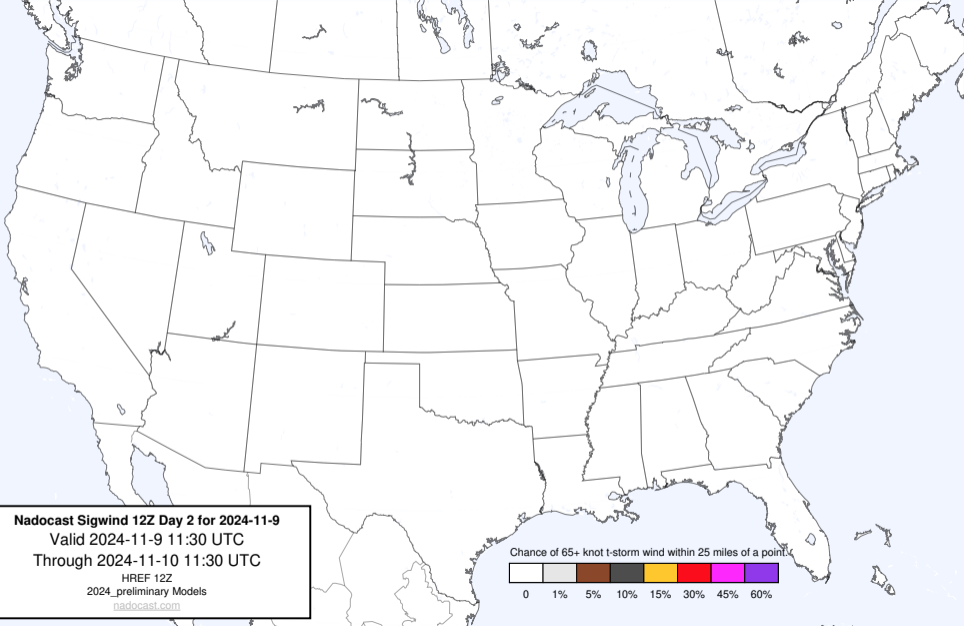 Nadocast Sigwind 12Z Day 2 for 2024-11-9
Valid 2024-11-9 11:30 UTC
Through 2024-11-10 11:30 UTC
HREF 12Z
2024_preliminary Models
nadocast.com
Chance of 65+ knot t-storm wind within 25 miles of a point.
0 1% 5% 10% 15% 30% 45% 60%